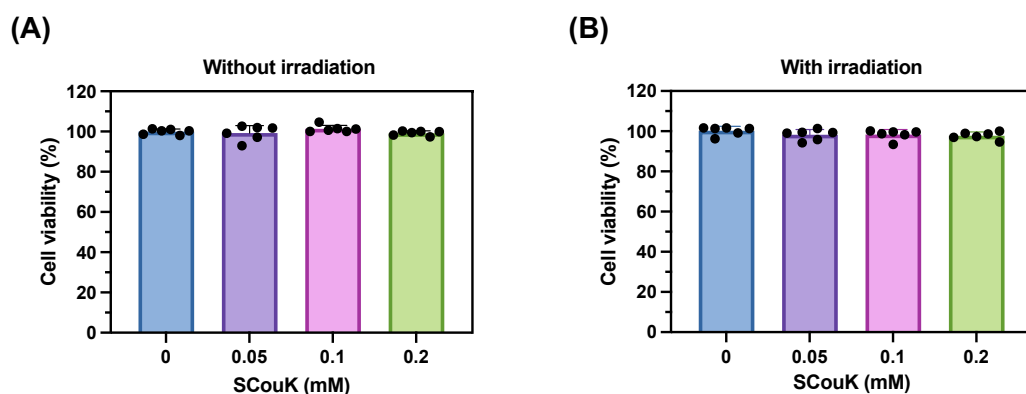 (A)
Without irradiation
Cell viability (%)
120
100
80
60
40
20
0
0 0.05 0.1 0.2
SCouK (mM)
(B)
With irradiation
Cell viability (%)
120
100
80
60
40
20
0
0 0.05 0.1 0.2
SCouK (mM)